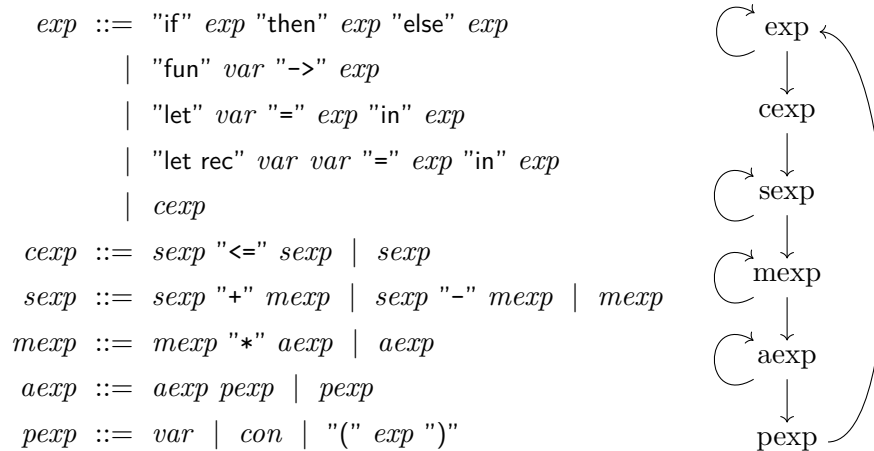 exp ::= "if" exp "then" exp "else" exp
| "fun" var "->" exp
| "let" var "=" exp "in" exp
| "let rec" var var "=" exp "in" exp
| cexp
cexp ::= sexp "<=" sexp | sexp
sexp ::= sexp "+" mexp | sexp "-" mexp | mexp
mexp ::= mexp "*" aexp | aexp
aexp ::= aexp pexp | pexp
pexp ::= var | con | "(" exp ")"
exp
cexp
sexp
mexp
aexp
pexp